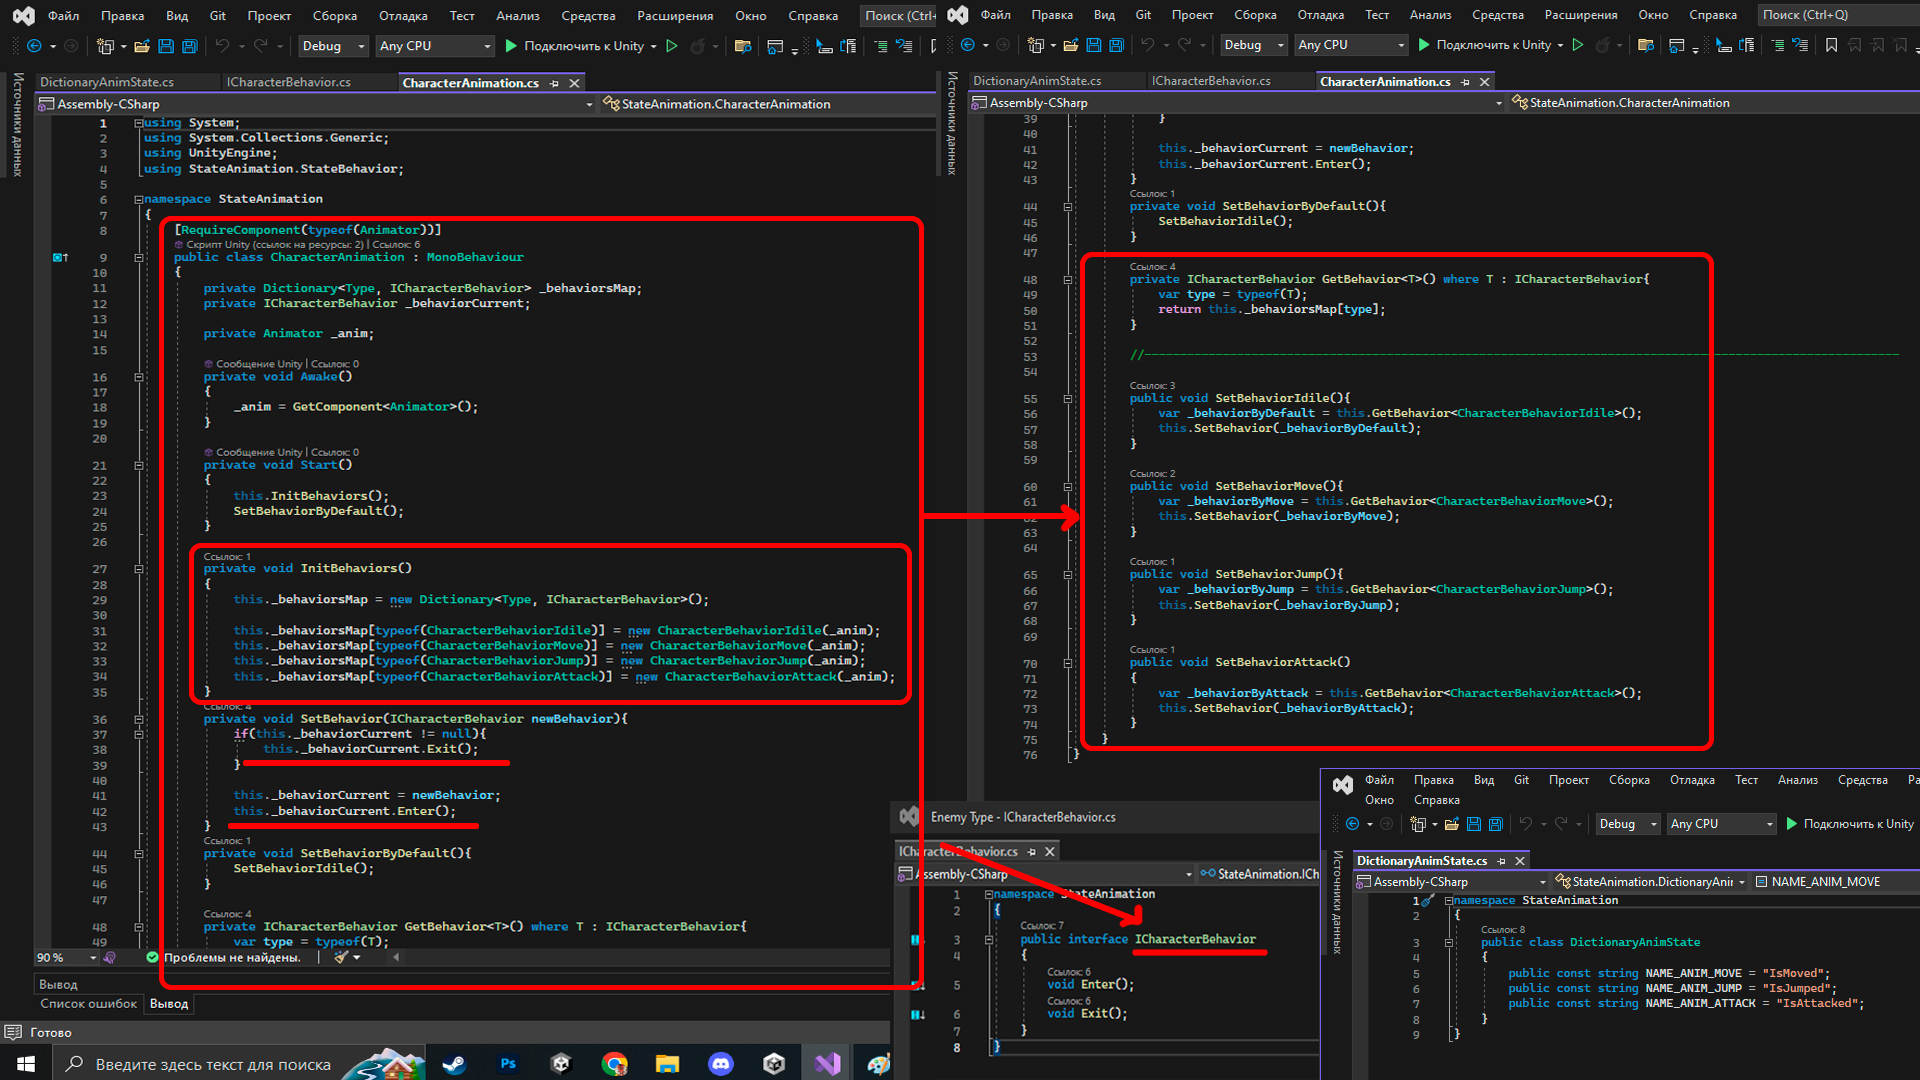 Файл Правка Вид Git Проект Сборка Отладка Тест Анализ Средства Расширения Окно Справка Поиск (Ctrl+
Debug Any CPU Подключить к Unity
DictionaryAnimState.cs ICharacterBehavior.cs CharacterAnimation.cs
Assembly-CSharp StateAnimation.CharacterAnimation
Источники данных
1 using System;
2 using System.Collections.Generic;
3 using UnityEngine;
4 using StateAnimation.StateBehavior;
5
6 namespace StateAnimation
7 {
8 [RequireComponent(typeof(Animator))]
Скрипт Unity (ссылок на ресурсы: 2) | Ссылок: 6
9 public class CharacterAnimation : MonoBehaviour
10 {
11 private Dictionary<Type, ICharacterBehavior> _behaviorsMap;
12 private ICharacterBehavior _behaviorCurrent;
13
14 private Animator _anim;
15
Сообщение Unity | Ссылок: 0
16 private void Awake()
17 {
18 _anim = GetComponent<Animator>();
19 }
20
Сообщение Unity | Ссылок: 0
21 private void Start()
22 {
23 this.InitBehaviors();
24 SetBehaviorByDefault();
25 }
26
Ссылок: 1
27 private void InitBehaviors()
28 {
29 this._behaviorsMap = new Dictionary<Type, ICharacterBehavior>();
30
31 this._behaviorsMap[typeof(CharacterBehaviorIdile)] = new CharacterBehaviorIdile(_anim);
32 this._behaviorsMap[typeof(CharacterBehaviorMove)] = new CharacterBehaviorMove(_anim);
33 this._behaviorsMap[typeof(CharacterBehaviorJump)] = new CharacterBehaviorJump(_anim);
34 this._behaviorsMap[typeof(CharacterBehaviorAttack)] = new CharacterBehaviorAttack(_anim);
35 }
Ссылок: 4
36 private void SetBehavior(ICharacterBehavior newBehavior){
37 if(this._behaviorCurrent != null){
38 this._behaviorCurrent.Exit();
39 }
40
41 this._behaviorCurrent = newBehavior;
42 this._behaviorCurrent.Enter();
43 }
Ссылок: 1
44 private void SetBehaviorByDefault(){
45 SetBehaviorIdile();
46 }
47
Ссылок: 4
48 private ICharacterBehavior GetBehavior<T>() where T : ICharacterBehavior{
49 var type = typeof(T);
90 % Проблемы не найдены.
Вывод
Список ошибок Вывод
Готово
Введите здесь текст для поиска
Ps
Файл Правка Вид Git Проект Сборка Отладка Тест Анализ Средства Расширения Окно Справка Поиск (Ctrl+Q)
Debug Any CPU Подключить к Unity
DictionaryAnimState.cs ICharacterBehavior.cs CharacterAnimation.cs
Assembly-CSharp StateAnimation.CharacterAnimation
Источники данных
39 }
40
41 this._behaviorCurrent = newBehavior;
42 this._behaviorCurrent.Enter();
43 }
Ссылок: 1
44 private void SetBehaviorByDefault(){
45 SetBehaviorIdile();
46 }
47
Ссылок: 4
48 private ICharacterBehavior GetBehavior<T>() where T : ICharacterBehavior{
49 var type = typeof(T);
50 return this._behaviorsMap[type];
51 }
52
53 //----------------------------------------------------------------------------------------------------
54
Ссылок: 3
55 public void SetBehaviorIdile(){
56 var _behaviorByDefault = this.GetBehavior<CharacterBehaviorIdile>();
57 this.SetBehavior(_behaviorByDefault);
58 }
59
Ссылок: 2
60 public void SetBehaviorMove(){
61 var _behaviorByMove = this.GetBehavior<CharacterBehaviorMove>();
62 this.SetBehavior(_behaviorByMove);
63 }
64
Ссылок: 1
65 public void SetBehaviorJump(){
66 var _behaviorByJump = this.GetBehavior<CharacterBehaviorJump>();
67 this.SetBehavior(_behaviorByJump);
68 }
69
Ссылок: 1
70 public void SetBehaviorAttack()
71 {
72 var _behaviorByAttack = this.GetBehavior<CharacterBehaviorAttack>();
73 this.SetBehavior(_behaviorByAttack);
74 }
75 }
76 }
Enemy Type - ICharacterBehavior.cs
ICharacterBehavior.cs
Assembly-CSharp StateAnimation.ICh
1 namespace StateAnimation
2 {
Ссылок: 7
3 public interface ICharacterBehavior
4 {
Ссылок: 6
5 void Enter();
Ссылок: 6
6 void Exit();
7 }
8 }
Файл Правка Вид Git Проект Сборка Отладка Тест Анализ Средства Ра
Окно Справка
Debug Any CPU Подключить к Unity
DictionaryAnimState.cs
Assembly-CSharp StateAnimation.DictionaryAnir NAME_ANIM_MOVE
Источники данных
1 namespace StateAnimation
2 {
Ссылок: 8
3 public class DictionaryAnimState
4 {
5 public const string NAME_ANIM_MOVE = "IsMoved";
6 public const string NAME_ANIM_JUMP = "IsJumped";
7 public const string NAME_ANIM_ATTACK = "IsAttacked";
8 }
9 }